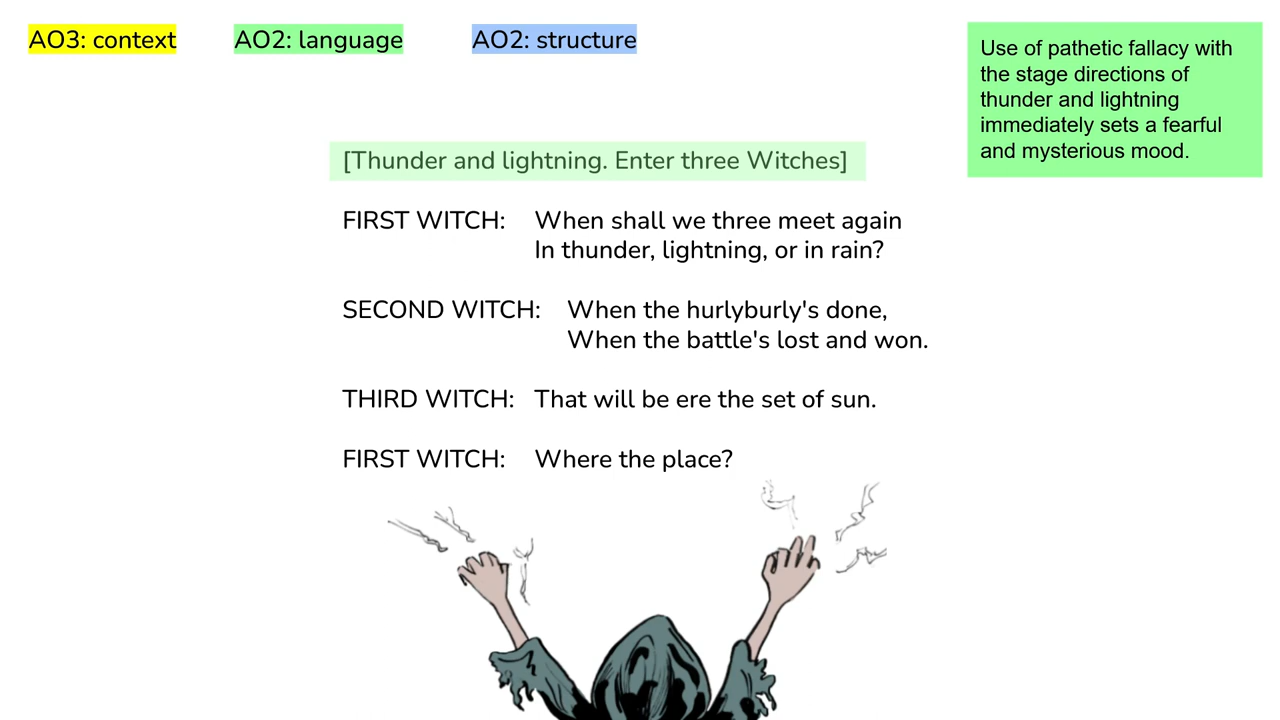 AO3: context AO2: language AO2: structure
Use of pathetic fallacy with
the stage directions of
thunder and lightning
immediately sets a fearful
and mysterious mood.
[Thunder and lightning. Enter three Witches]
FIRST WITCH: When shall we three meet again
In thunder, lightning, or in rain?
SECOND WITCH: When the hurlyburly's done,
When the battle's lost and won.
THIRD WITCH: That will be ere the set of sun.
FIRST WITCH: Where the place?